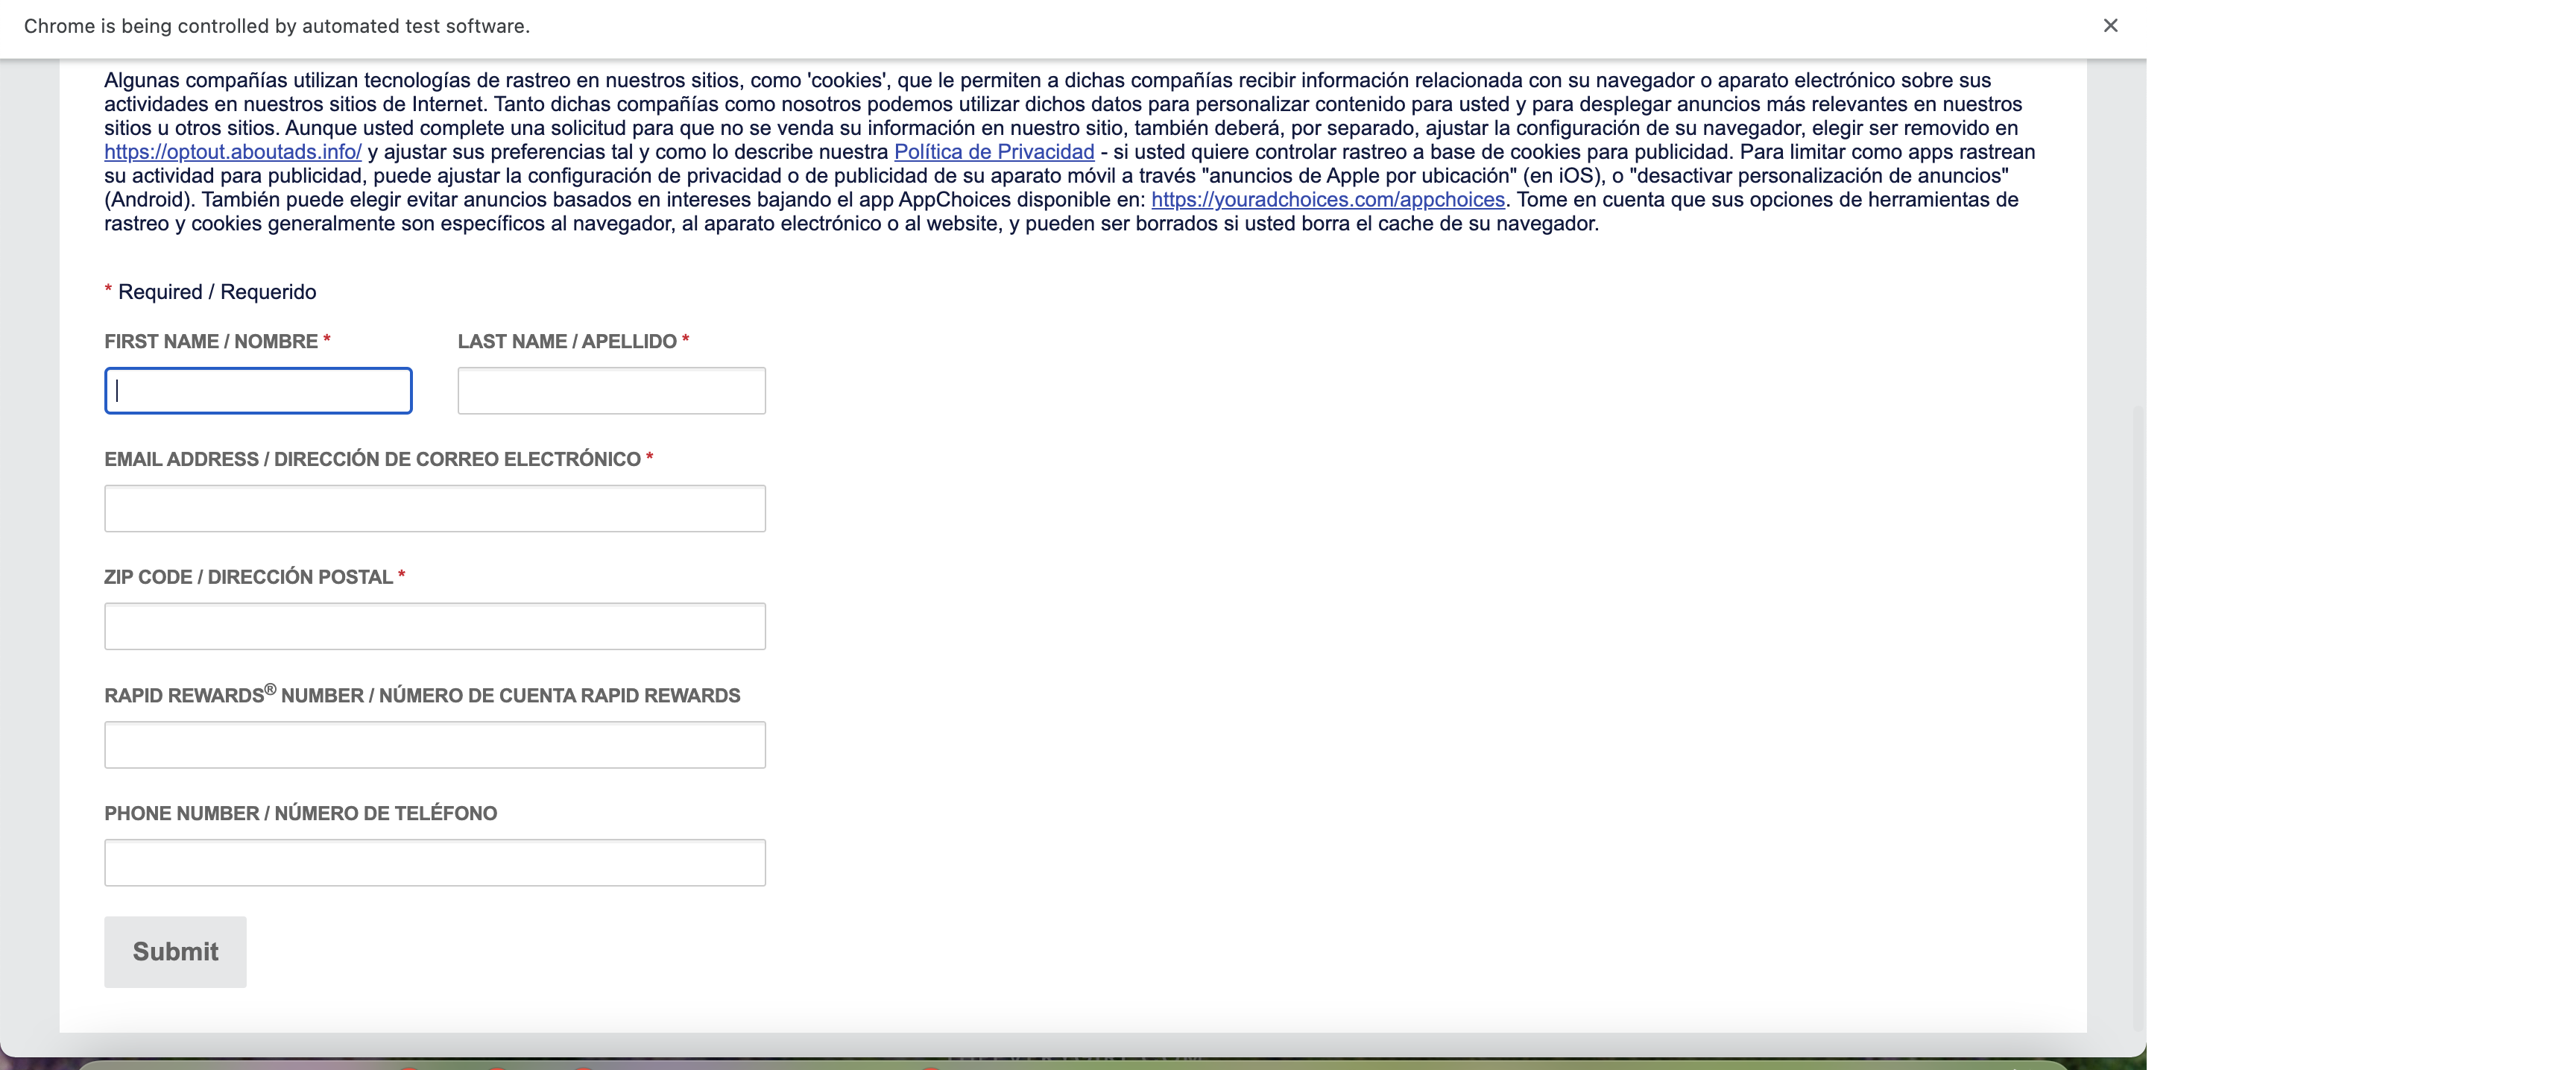 Chrome is being controlled by automated test software.
Algunas compañías utilizan tecnologías de rastreo en nuestros sitios, como 'cookies', que le permiten a dichas compañías recibir información relacionada con su navegador o aparato electrónico sobre sus
actividades en nuestros sitios de Internet. Tanto dichas compañías como nosotros podemos utilizar dichos datos para personalizar contenido para usted y para desplegar anuncios más relevantes en nuestros
sitios u otros sitios. Aunque usted complete una solicitud para que no se venda su información en nuestro sitio, también deberá, por separado, ajustar la configuración de su navegador, elegir ser removido en
https://optout.aboutads.info/ y ajustar sus preferencias tal y como lo describe nuestra Política de Privacidad - si usted quiere controlar rastreo a base de cookies para publicidad. Para limitar como apps rastrean
su actividad para publicidad, puede ajustar la configuración de privacidad o de publicidad de su aparato móvil a través "anuncios de Apple por ubicación" (en iOS), o "desactivar personalización de anuncios"
(Android). También puede elegir evitar anuncios basados en intereses bajando el app AppChoices disponible en: https://youradchoices.com/appchoices. Tome en cuenta que sus opciones de herramientas de
rastreo y cookies generalmente son específicos al navegador, al aparato electrónico o al website, y pueden ser borrados si usted borra el cache de su navegador.
* Required / Requerido
FIRST NAME / NOMBRE * LAST NAME / APELLIDO *
EMAIL ADDRESS / DIRECCIÓN DE CORREO ELECTRÓNICO *
ZIP CODE / DIRECCIÓN POSTAL *
RAPID REWARDS® NUMBER / NÚMERO DE CUENTA RAPID REWARDS
PHONE NUMBER / NÚMERO DE TELÉFONO
Submit